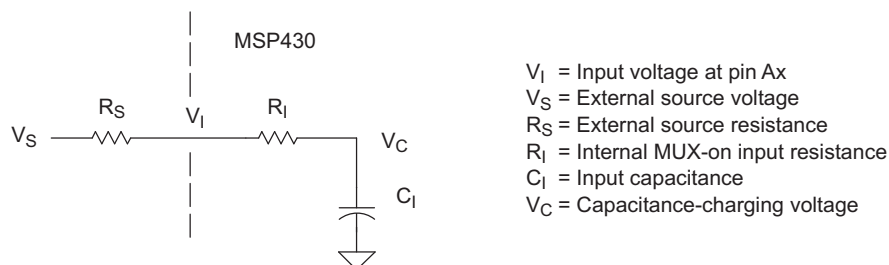 MSP430
R_S
V_I
R_I
V_S
V_C
C_I
V_I = Input voltage at pin Ax
V_S = External source voltage
R_S = External source resistance
R_I = Internal MUX-on input resistance
C_I = Input capacitance
V_C = Capacitance-charging voltage